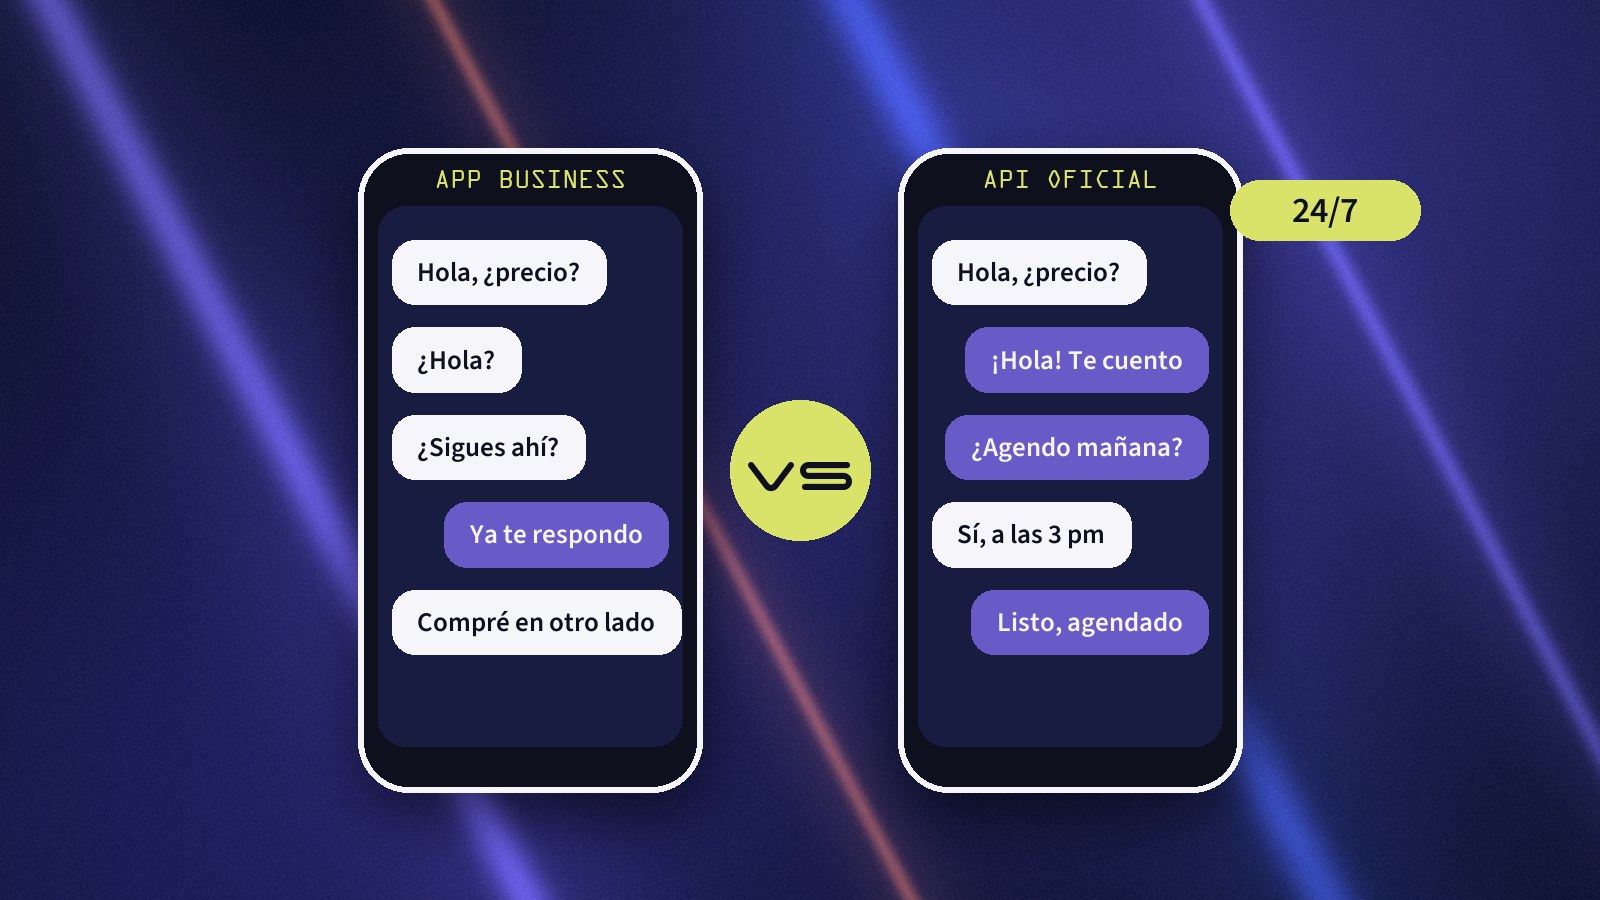 APP BUSINESS
Hola, ¿precio?
¿Hola?
¿Sigues ahí?
Ya te respondo
Compré en otro lado
VS
API OFICIAL
24/7
Hola, ¿precio?
¡Hola! Te cuento
¿Agendo mañana?
Sí, a las 3 pm
Listo, agendado